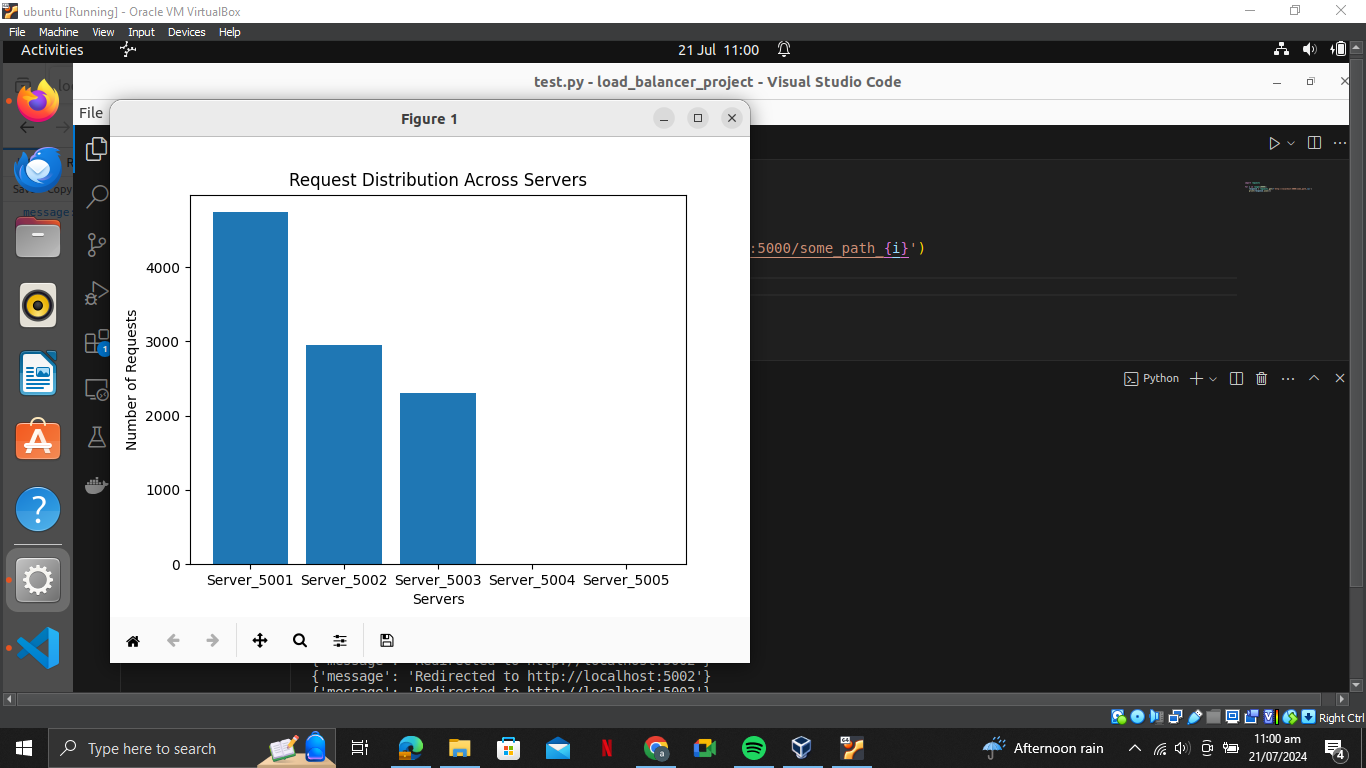 ubuntu [Running] - Oracle VM VirtualBox
File Machine View Input Devices Help
Activities
21 Jul 11:00
test.py - load_balancer_project - Visual Studio Code
File
Figure 1
Request Distribution Across Servers
:5000/some_path_{i}')
Number of Requests
4000
3000
2000
1000
0
Server_5001 Server_5002 Server_5003 Server_5004 Server_5005
Servers
Python
1
message:
{'message': 'Redirected to http://localhost:5002'}
{'message': 'Redirected to http://localhost:5002'}
{'message': 'Redirected to http://localhost:5002'}
Right Ctrl
Type here to search
Afternoon rain
11:00 am
21/07/2024
4